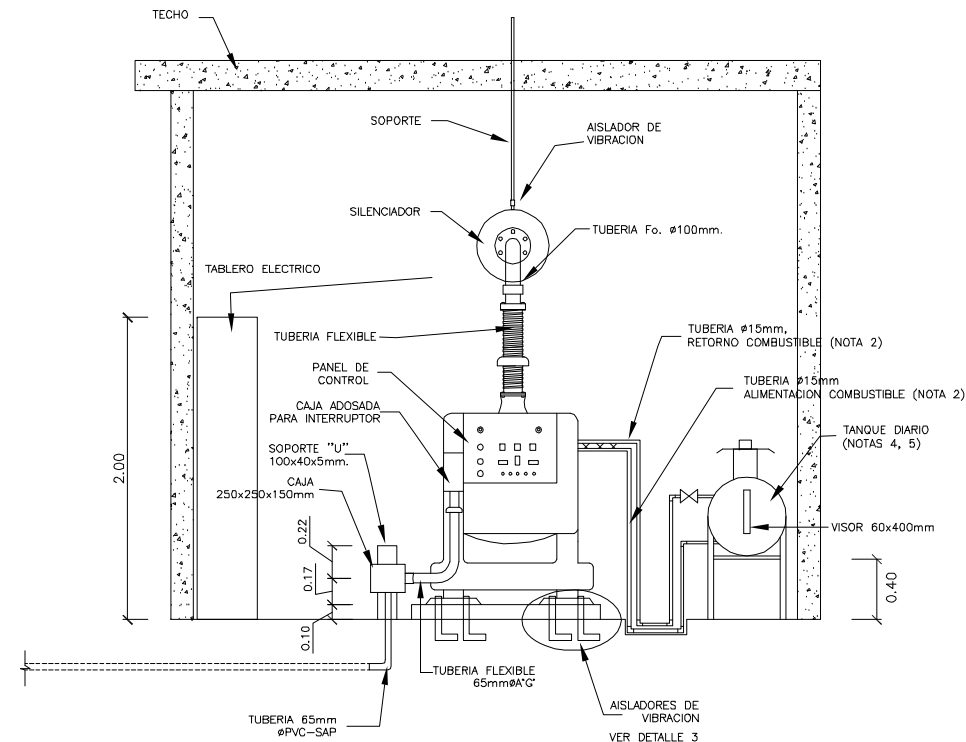 TECHO
SOPORTE
AISLADOR DE
VIBRACION
SILENCIADOR
TUBERIA Fo. ø100mm.
TABLERO ELECTRICO
TUBERIA FLEXIBLE
TUBERIA ø15mm,
RETORNO COMBUSTIBLE (NOTA 2)
PANEL DE
CONTROL
TUBERIA ø15mm
ALIMENTACION COMBUSTIBLE (NOTA 2)
CAJA ADOSADA
PARA INTERRUPTOR
TANQUE DIARIO
(NOTAS 4, 5)
SOPORTE "U"
100x40x5mm.
CAJA
250x250x150mm
2.00
VISOR 60x400mm
0.22
0.17
0.10
0.40
TUBERIA FLEXIBLE
65mmøA"G"
TUBERIA 65mm
øPVC-SAP
AISLADORES DE
VIBRACION
VER DETALLE 3